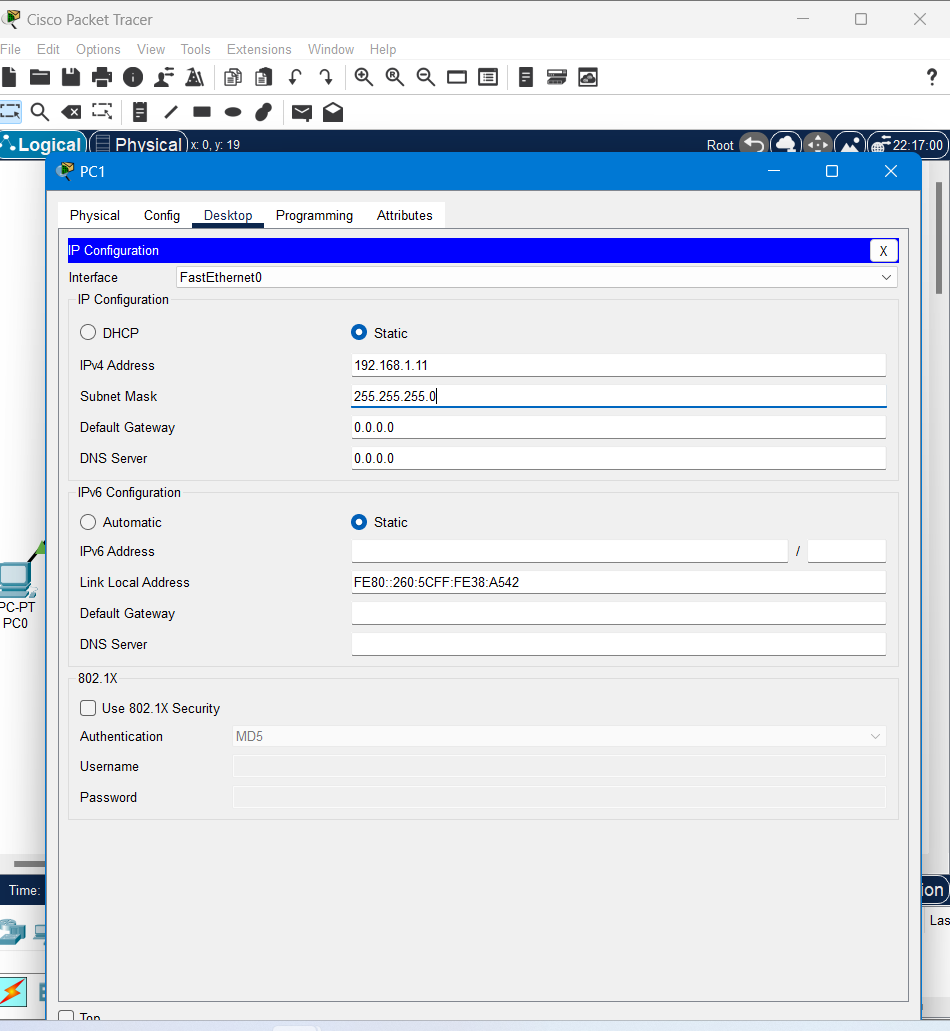 Cisco Packet Tracer
File Edit Options View Tools Extensions Window Help
?
Logical Physical x: 0, y: 19 Root 22:17:00
PC1
Physical Config Desktop Programming Attributes
IP Configuration X
Interface FastEthernet0
IP Configuration
DHCP Static
IPv4 Address 192.168.1.11
Subnet Mask 255.255.255.0
Default Gateway 0.0.0.0
DNS Server 0.0.0.0
IPv6 Configuration
Automatic Static
IPv6 Address /
Link Local Address FE80::260:5CFF:FE38:A542
Default Gateway
DNS Server
PC-PT
PC0
802.1X
Use 802.1X Security
Authentication MD5
Username
Password
Time: ion
Las
Top